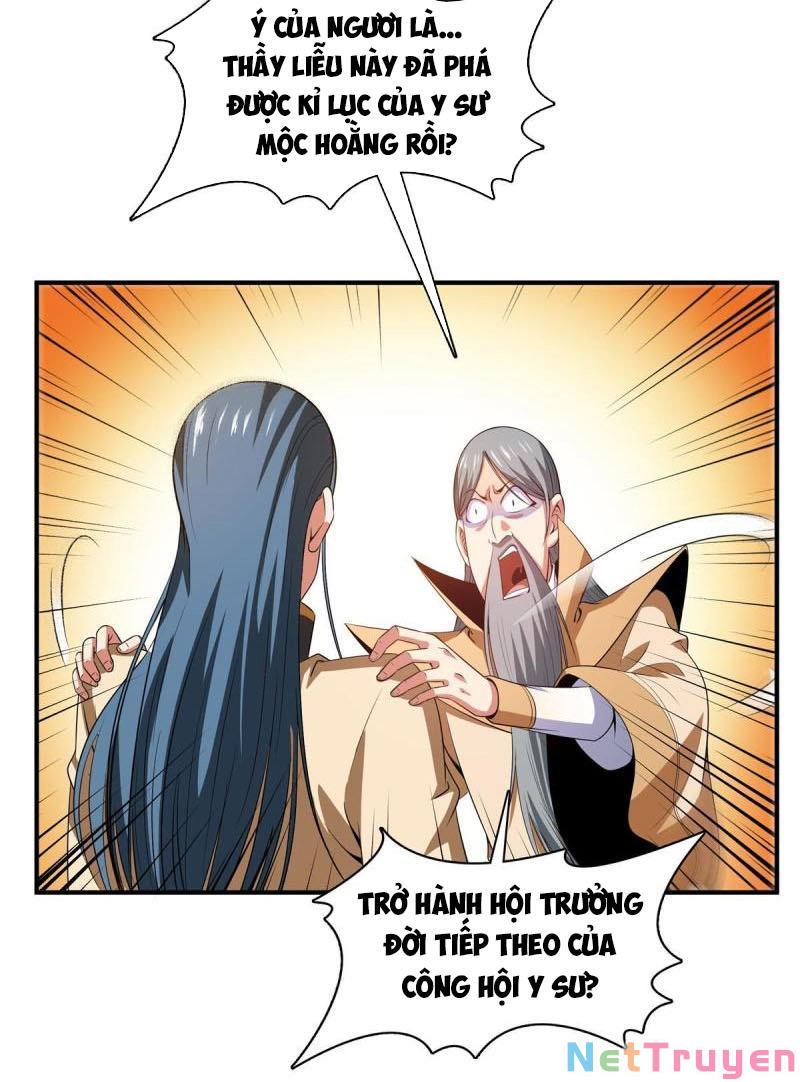 Ý CỦA NGƯƠI LÀ...
THẦY LIỄU NÀY ĐÃ PHÁ
ĐƯỢC KỈ LỤC CỦA Y SƯ
MỘC HOẰNG RỒI?
TRỞ HÀNH HỘI TRƯỞNG
ĐỜI TIẾP THEO CỦA
CÔNG HỘI Y SƯ?
NetTruyen